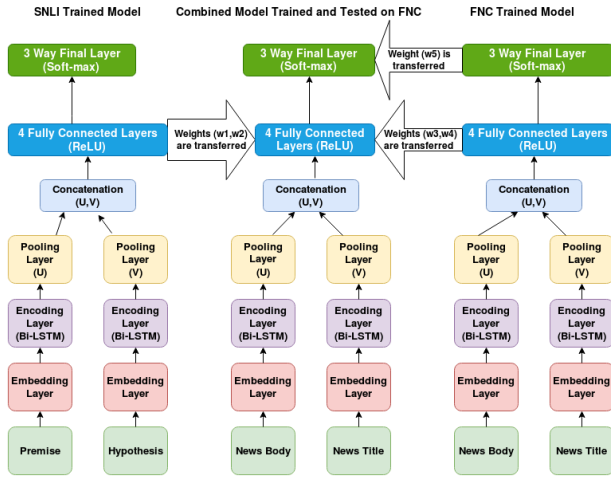 SNLI Trained Model
Combined Model Trained and Tested on FNC
FNC Trained Model
3 Way Final Layer
(Soft-max)
3 Way Final Layer
(Soft-max)
Weight (w5) is
transferred
3 Way Final Layer
(Soft-max)
4 Fully Connected Layers
(ReLU)
Weights (w1,w2)
are transferred
4 Fully Connected
Layers (ReLU)
Weights (w3,w4)
are transferred
4 Fully Connected Layers
(ReLU)
Concatenation
(U,V)
Concatenation
(U,V)
Concatenation
(U,V)
Pooling
Layer
(U)
Pooling
Layer
(V)
Pooling
Layer
(U)
Pooling
Layer
(V)
Pooling
Layer
(U)
Pooling
Layer
(V)
Encoding
Layer
(Bi-LSTM)
Encoding
Layer
(Bi-LSTM)
Encoding
Layer
(Bi-LSTM)
Encoding
Layer
(Bi-LSTM)
Encoding
Layer
(Bi-LSTM)
Encoding
Layer
(Bi-LSTM)
Embedding
Layer
Embedding
Layer
Embedding
Layer
Embedding
Layer
Embedding
Layer
Embedding
Layer
Premise
Hypothesis
News Body
News Title
News Body
News Title